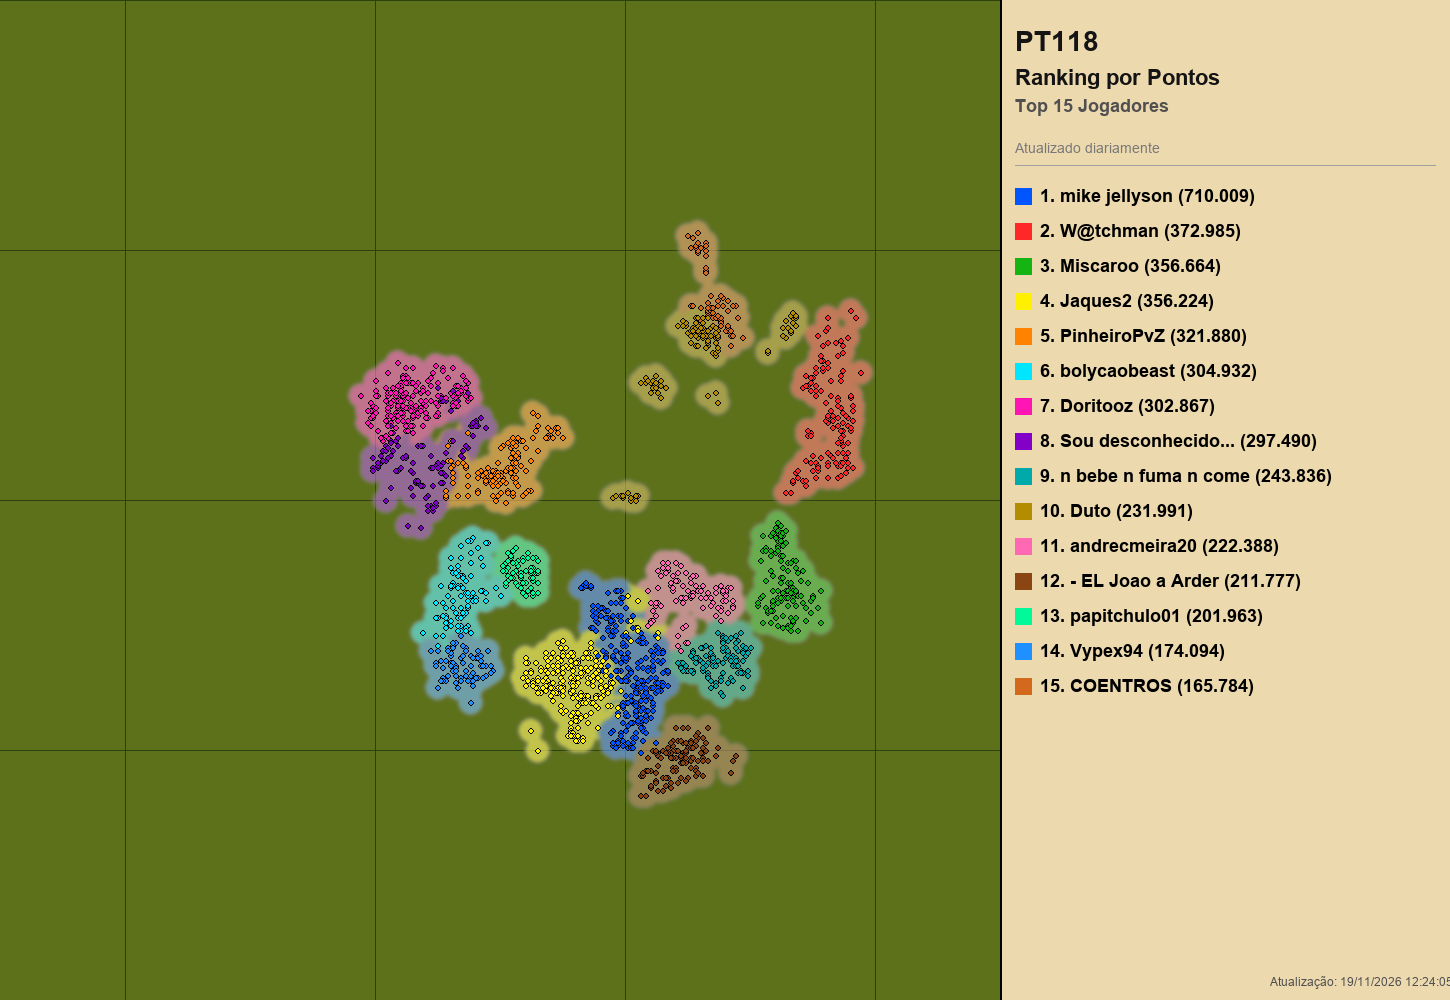 PT118
Ranking por Pontos
Top 15 Jogadores
Atualizado diariamente
1. mike jellyson (710.009)
2. W@tchman (372.985)
3. Miscaroo (356.664)
4. Jaques2 (356.224)
5. PinheiroPvZ (321.880)
6. bolycaobeast (304.932)
7. Doritooz (302.867)
8. Sou desconhecido... (297.490)
9. n bebe n fuma n come (243.836)
10. Duto (231.991)
11. andrecmeira20 (222.388)
12. - EL Joao a Arder (211.777)
13. papitchulo01 (201.963)
14. Vypex94 (174.094)
15. COENTROS (165.784)
Atualização: 19/11/2026 12:24:05